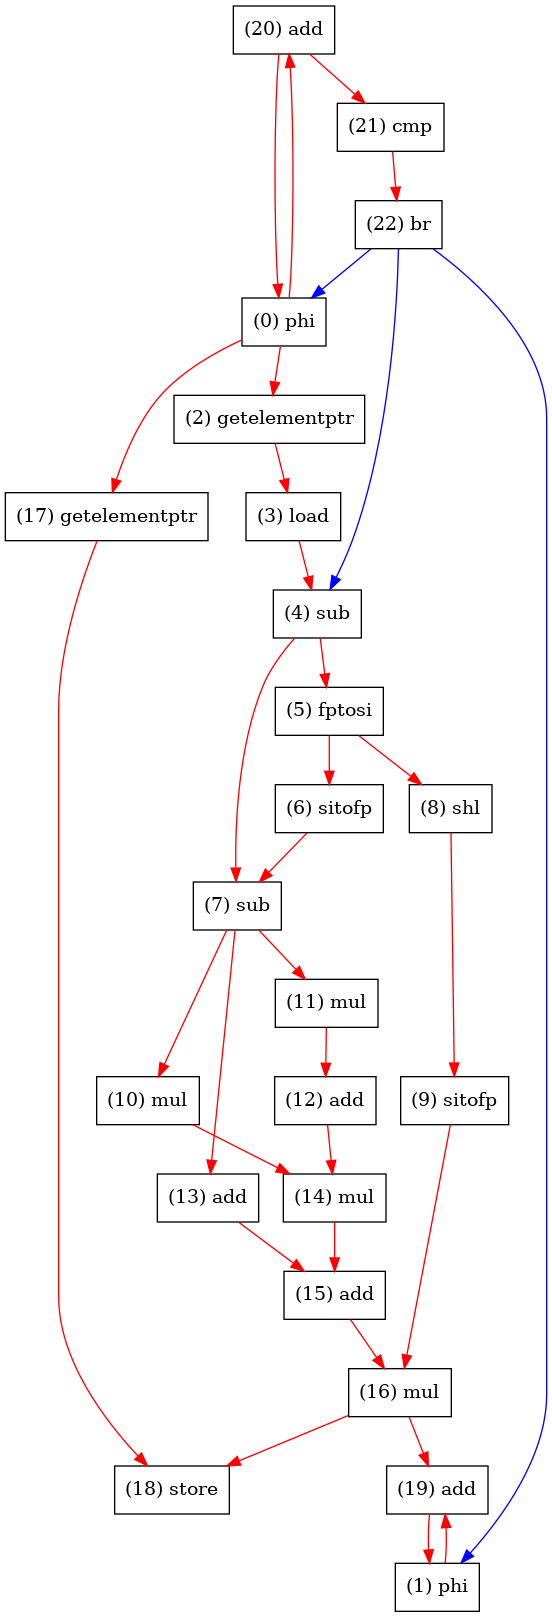 (20) add
(21) cmp
(22) br
(0) phi
(2) getelementptr
(17) getelementptr
(3) load
(4) sub
(5) fptosi
(6) sitofp
(8) shl
(7) sub
(11) mul
(10) mul
(12) add
(9) sitofp
(13) add
(14) mul
(15) add
(16) mul
(18) store
(19) add
(1) phi